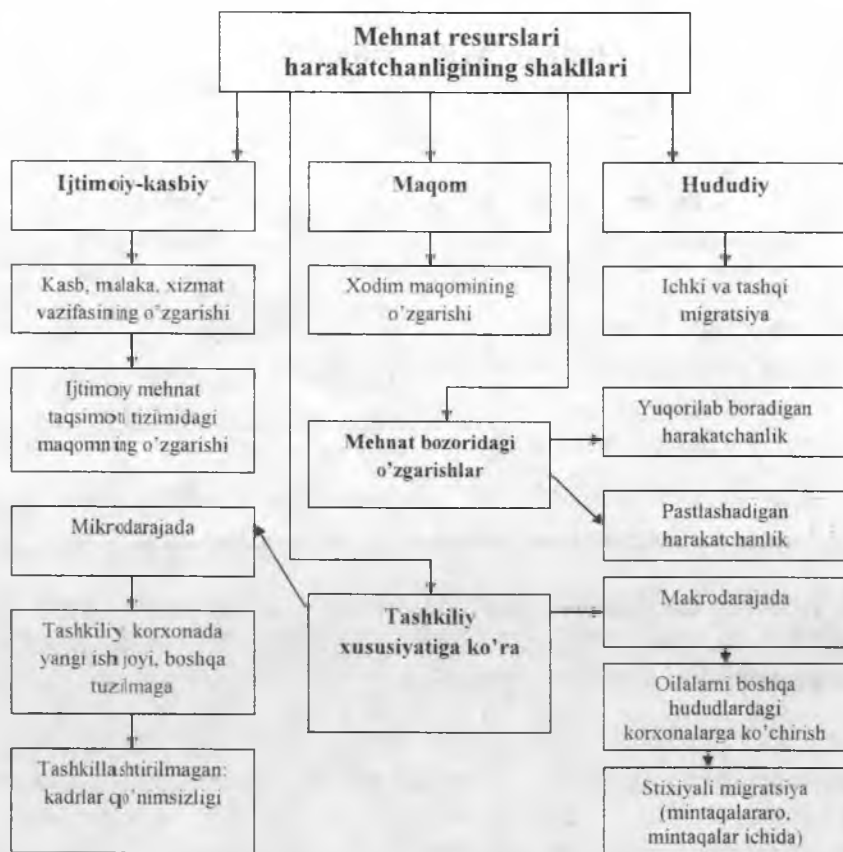 Mehnat resurslari
harakatchanligining shakllari
Ijtimoiy-kasbiy
Maqom
Hududiy
Kasb, malaka, xizmat
vazifasining o’zgarishi
Xodim maqomining
o’zgarishi
Ichki va tashqi
migratsiya
Ijtimoiy mehnat
taqsimoti tizimidagi
maqomning o’zgarishi
Mehnat bozoridagi
o’zgarishlar
Yuqorilab boradigan
harakatchanlik
Pastlashadigan
harakatchanlik
Mikrodarajada
Tashkiliy
xususiyatiga ko’ra
Makrodarajada
Tashkiliy: korxonada
yangi ish joyi, boshqa
tuzilmaga
Oilalarni boshqa
hududlardagi
korxonalarga ko’chirish
Tashkillashtirilmagan:
kadrlar qo’nimsizligi
Stixiyali migratsiya
(mintaqalararo,
mintaqalar ichida)